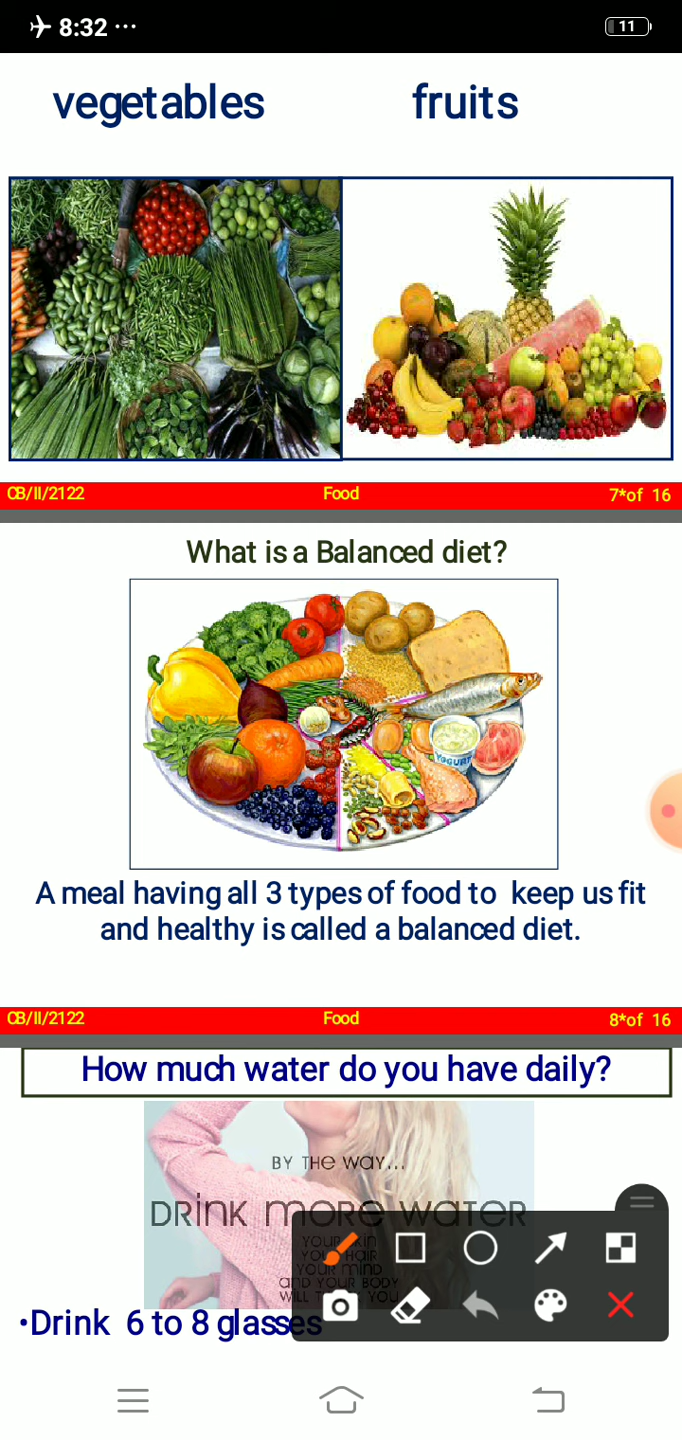 8:32 ...
11
vegetables
fruits
CB/II/2122 Food 7*of 16
What is a Balanced diet?
YOGURT
A meal having all 3 types of food to keep us fit
and healthy is called a balanced diet.
CB/II/2122 Food 8*of 16
How much water do you have daily?
BY THE WAY...
DRINK MORE WATER
YOUR SKIN
YOUR HAIR
YOUR MIND
AND YOUR BODY
WILL YOU
•Drink 6 to 8 glasses